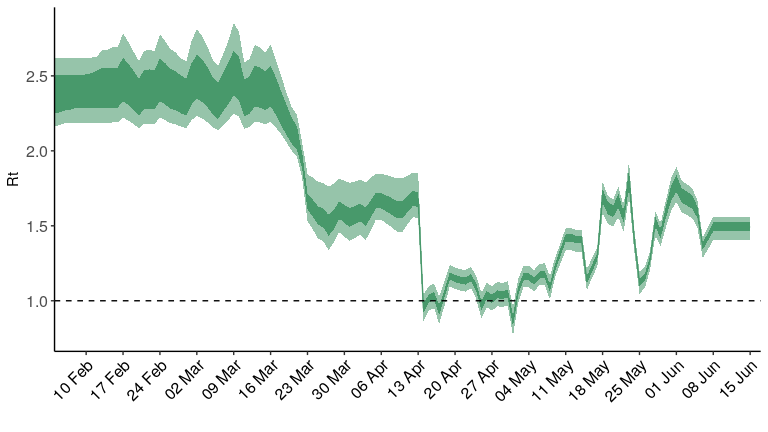 Rt
2.5
2.0
1.5
1.0
10 Feb
17 Feb
24 Feb
02 Mar
09 Mar
16 Mar
23 Mar
30 Mar
06 Apr
13 Apr
20 Apr
27 Apr
04 May
11 May
18 May
25 May
01 Jun
08 Jun
15 Jun